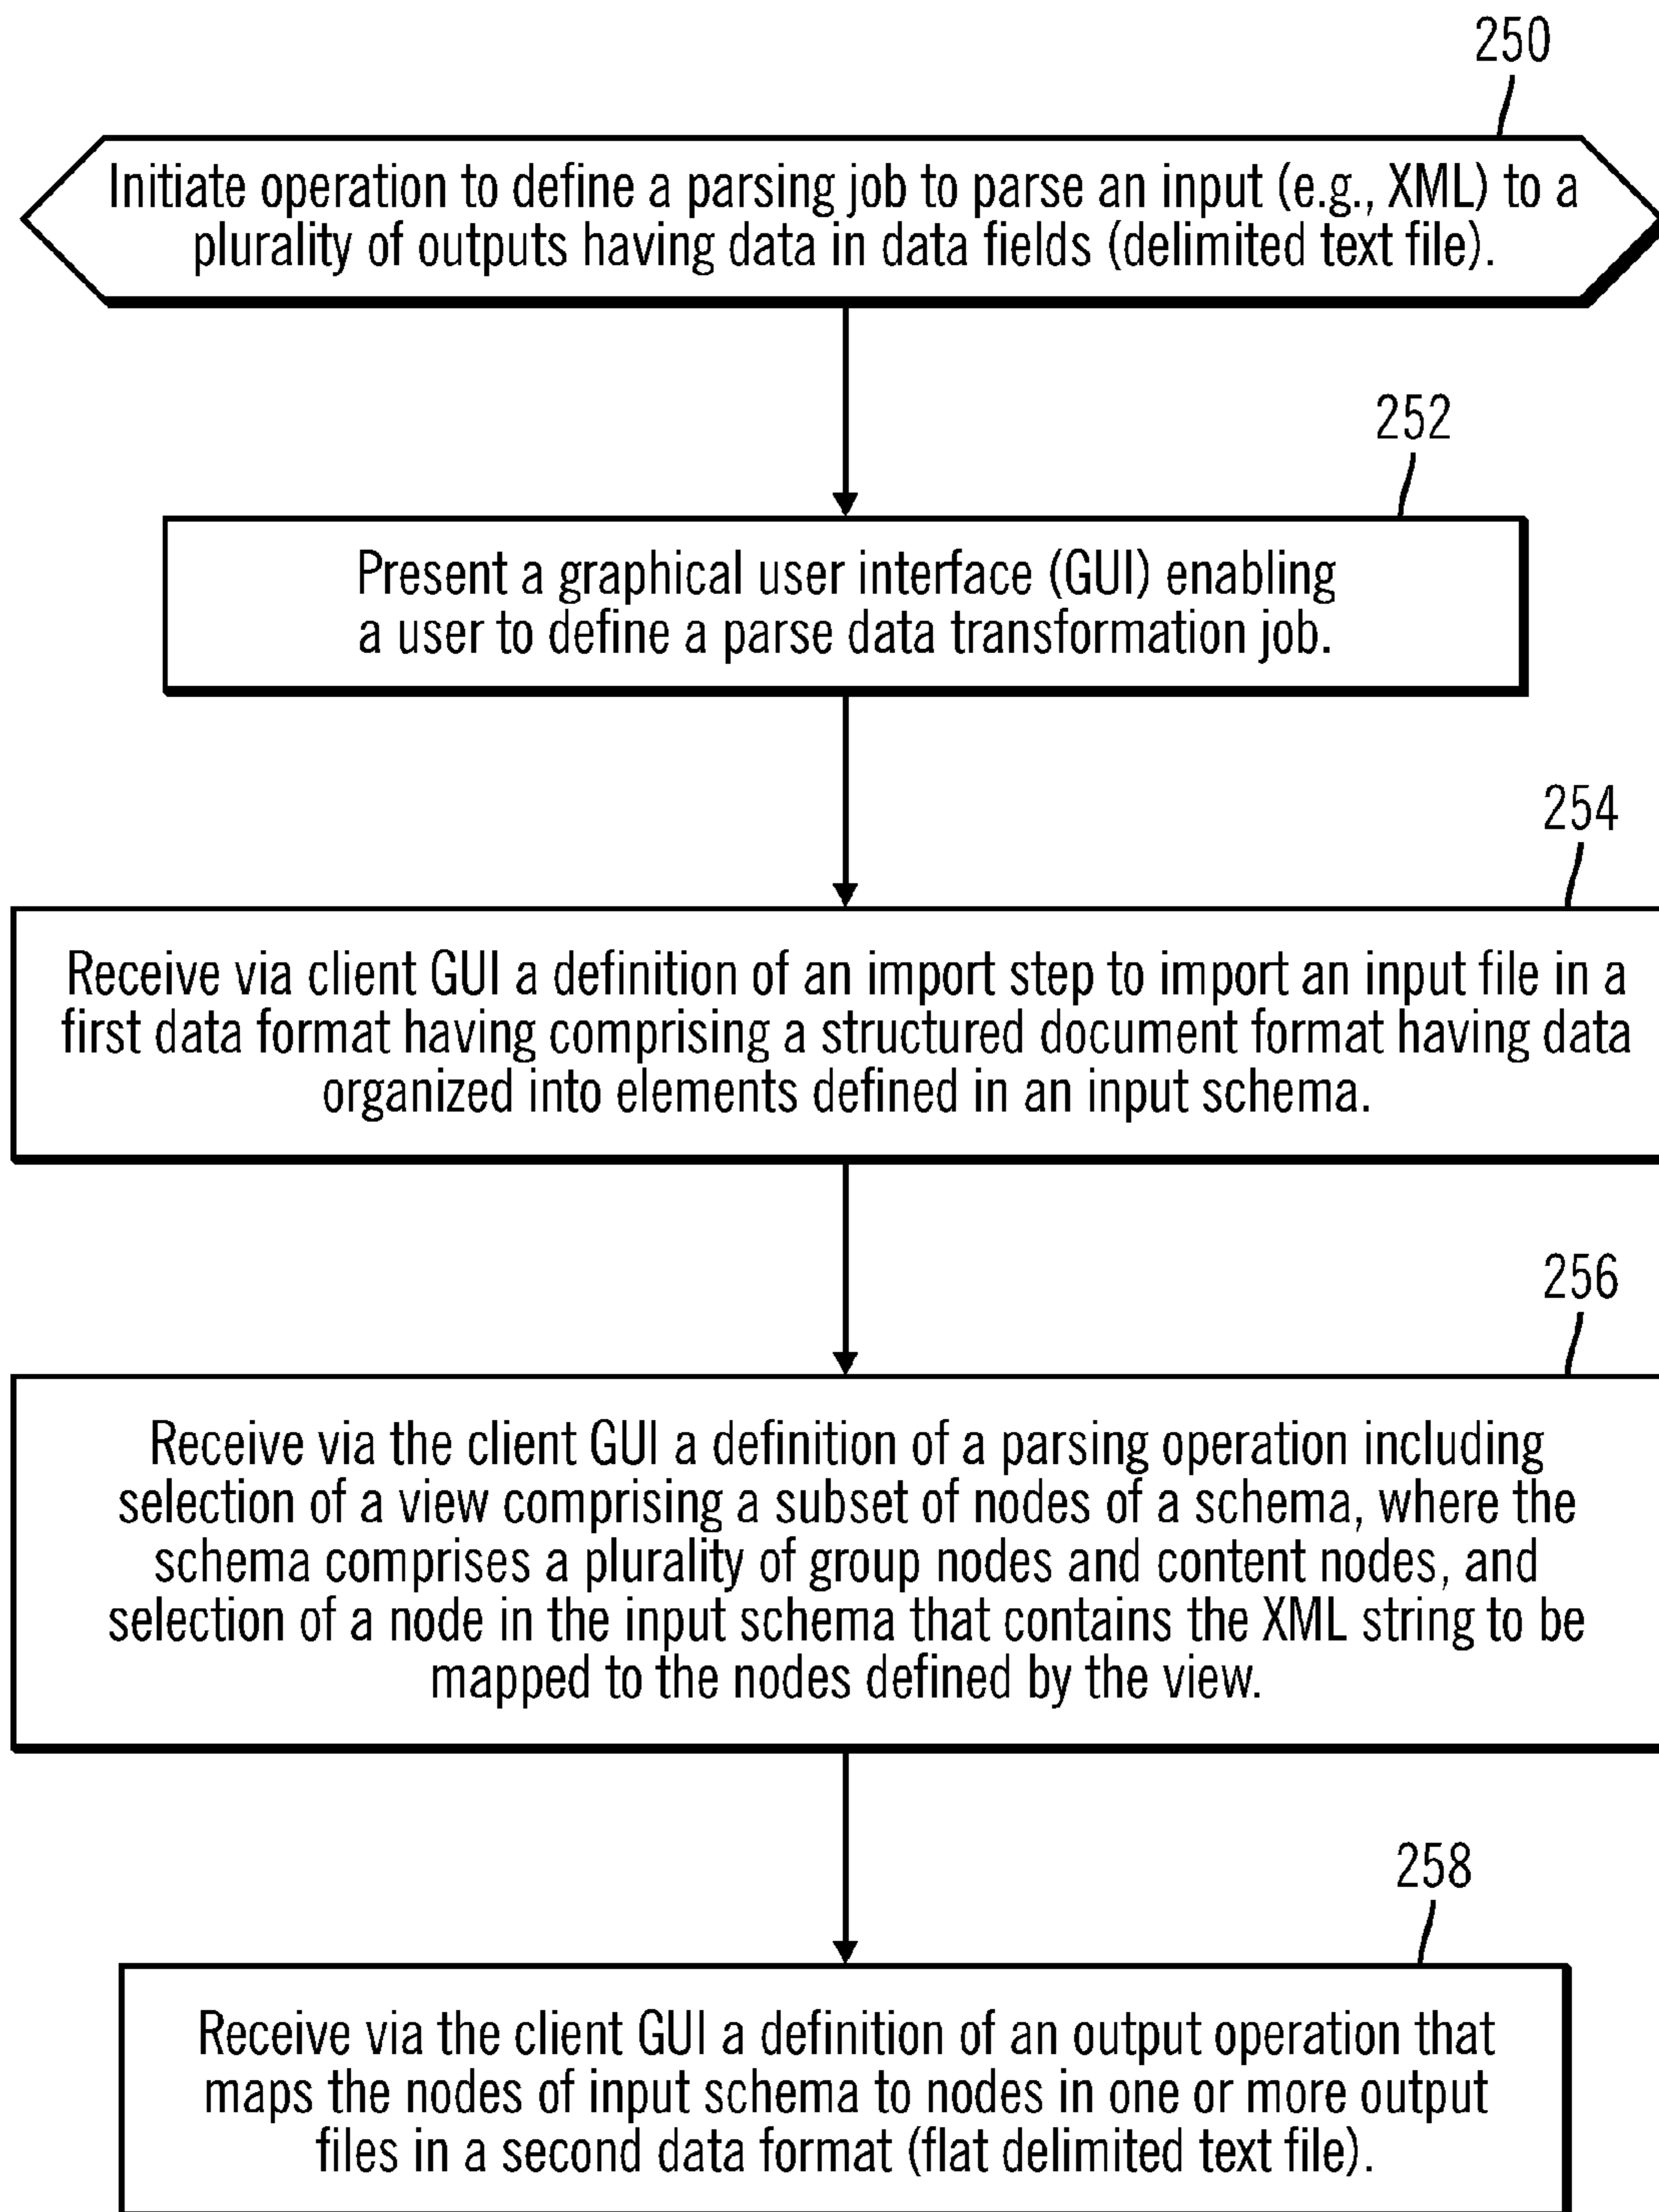 250
Initiate operation to define a parsing job to parse an input (e.g., XML) to a
plurality of outputs having data in data fields (delimited text file).
252
Present a graphical user interface (GUI) enabling
a user to define a parse data transformation job.
254
Receive via client GUI a definition of an import step to import an input file in a
first data format having comprising a structured document format having data
organized into elements defined in an input schema.
256
Receive via the client GUI a definition of a parsing operation including
selection of a view comprising a subset of nodes of a schema, where the
schema comprises a plurality of group nodes and content nodes, and
selection of a node in the input schema that contains the XML string to be
mapped to the nodes defined by the view.
258
Receive via the client GUI a definition of an output operation that
maps the nodes of input schema to nodes in one or more output
files in a second data format (flat delimited text file).